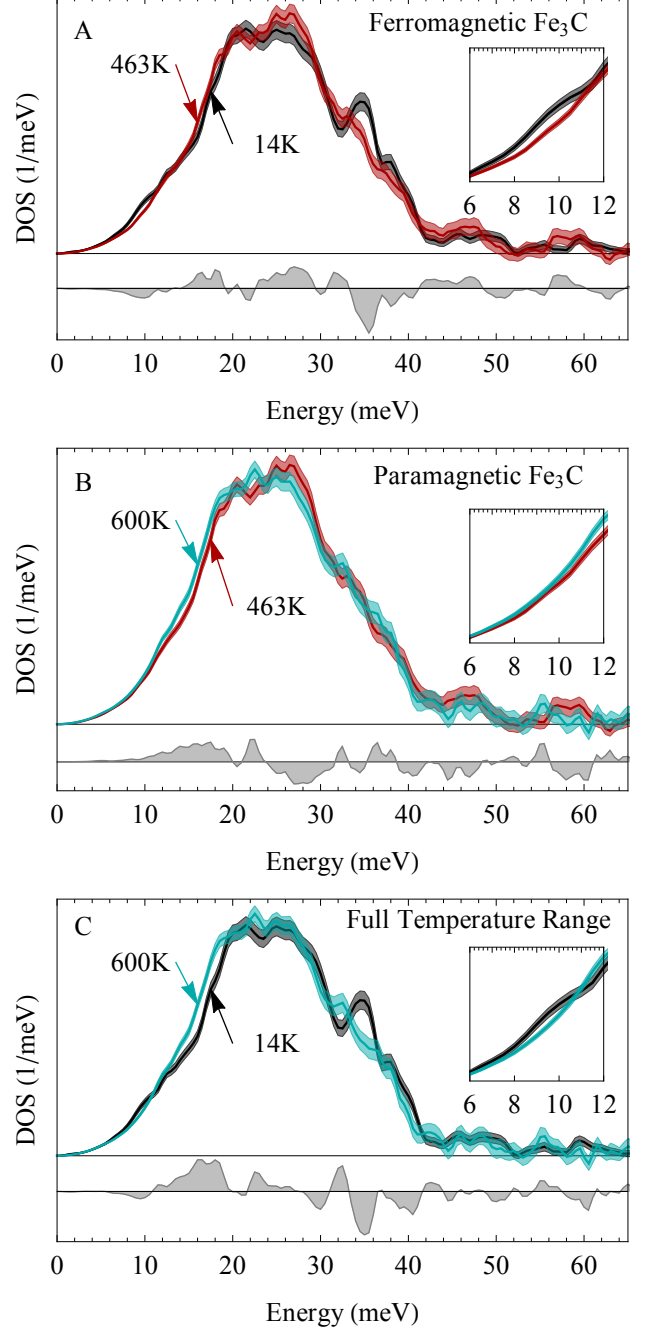 A
Ferromagnetic Fe₃C
463K
14K
DOS (1/meV)
6 8 10 12
0 10 20 30 40 50 60
Energy (meV)
B
Paramagnetic Fe₃C
600K
463K
DOS (1/meV)
6 8 10 12
0 10 20 30 40 50 60
Energy (meV)
C
Full Temperature Range
600K
14K
DOS (1/meV)
6 8 10 12
0 10 20 30 40 50 60
Energy (meV)